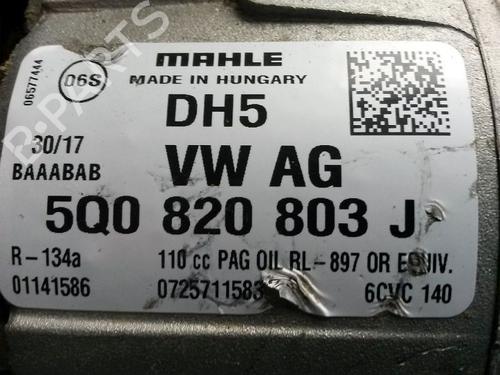 MAHLE
MADE IN HUNGARY
06577444
06S
DH5
30/17
BAAABAB
VW AG
5Q0 820 803 J
R-134a
110 cc PAG OIL RL-897 OR EQUIV.
01141586
0725711583
6CVC 140
B-PARTS